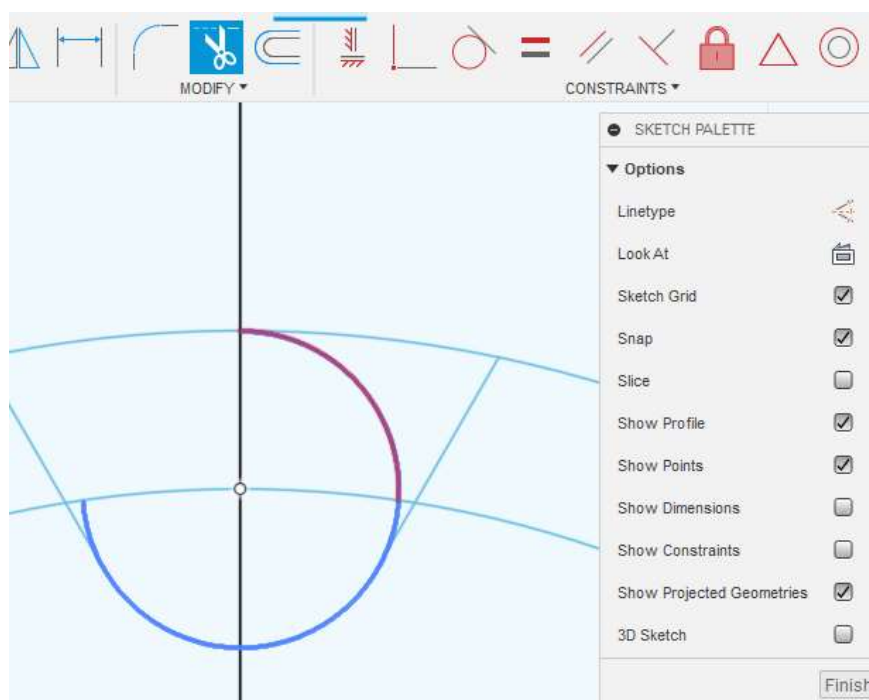 MODIFY ▾
CONSTRAINTS ▾
SKETCH PALETTE
▼ Options
Linetype
Look At
Sketch Grid
Snap
Slice
Show Profile
Show Points
Show Dimensions
Show Constraints
Show Projected Geometries
3D Sketch
Finish